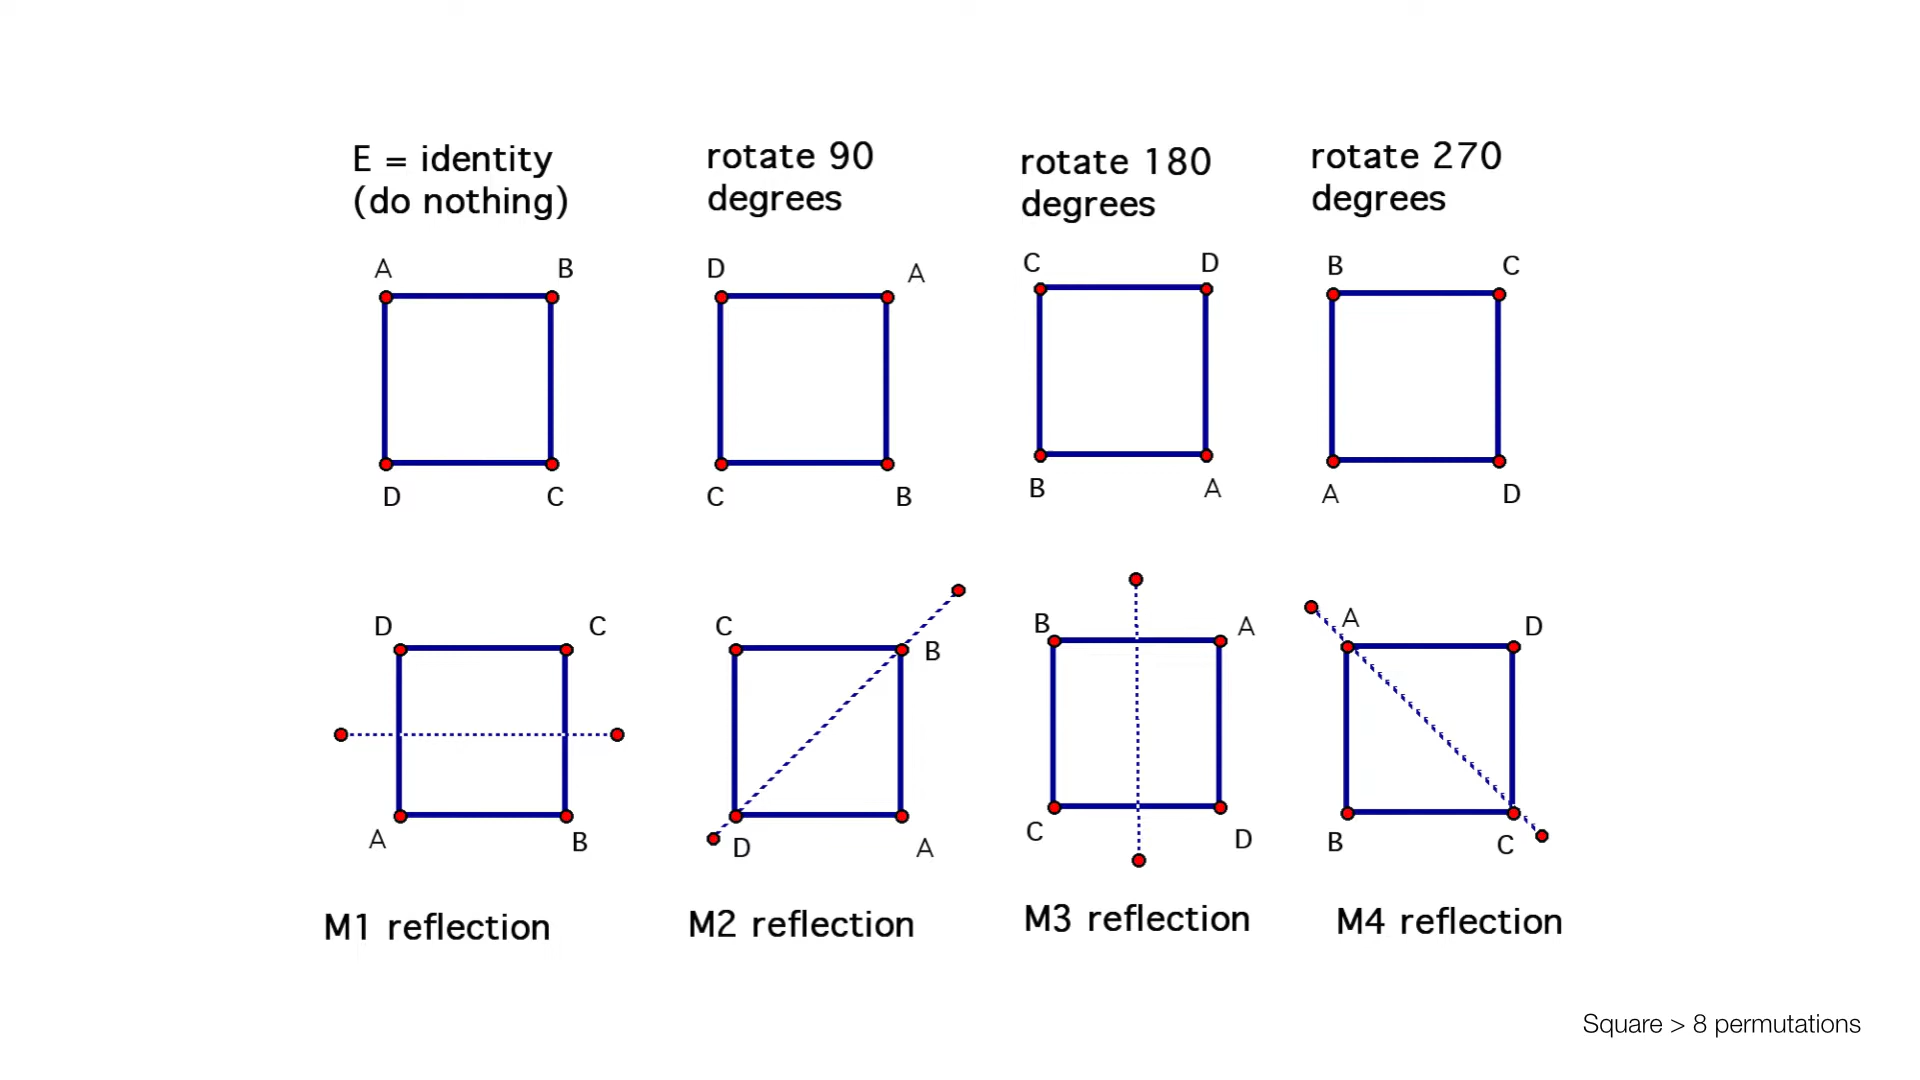 E = identity
(do nothing)
rotate 90
degrees
rotate 180
degrees
rotate 270
degrees
A B
D C
D A
C B
C D
B A
B C
A D
D C
A B
C B
D A
B A
C D
A D
B C
M1 reflection
M2 reflection
M3 reflection
M4 reflection
Square > 8 permutations